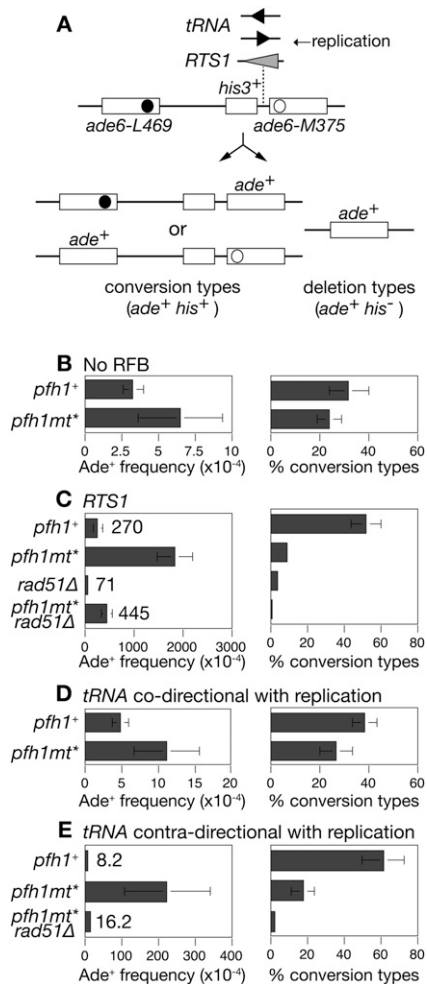 A
tRNA
←replication
RTS1
his3+
ade6-L469
ade6-M375
ade+
or
ade+
ade+
conversion types
(ade+ his+)
deletion types
(ade+ his-)
B No RFB
pfh1+
pfh1mt*
0 2.5 5 7.5 10
Ade+ frequency (x10-4)
0 20 40 60 80
% conversion types
C RTS1
pfh1+
270
pfh1mt*
rad51Δ
71
pfh1mt*
rad51Δ
445
0 1000 2000 3000
Ade+ frequency (x10-4)
0 20 40 60 80
% conversion types
D tRNA co-directional with replication
pfh1+
pfh1mt*
0 5 10 15 20
Ade+ frequency (x10-4)
0 20 40 60 80
% conversion types
E tRNA contra-directional with replication
pfh1+
8.2
pfh1mt*
pfh1mt*
rad51Δ
16.2
0 100 200 300 400
Ade+ frequency (x10-4)
0 20 40 60 80
% conversion types